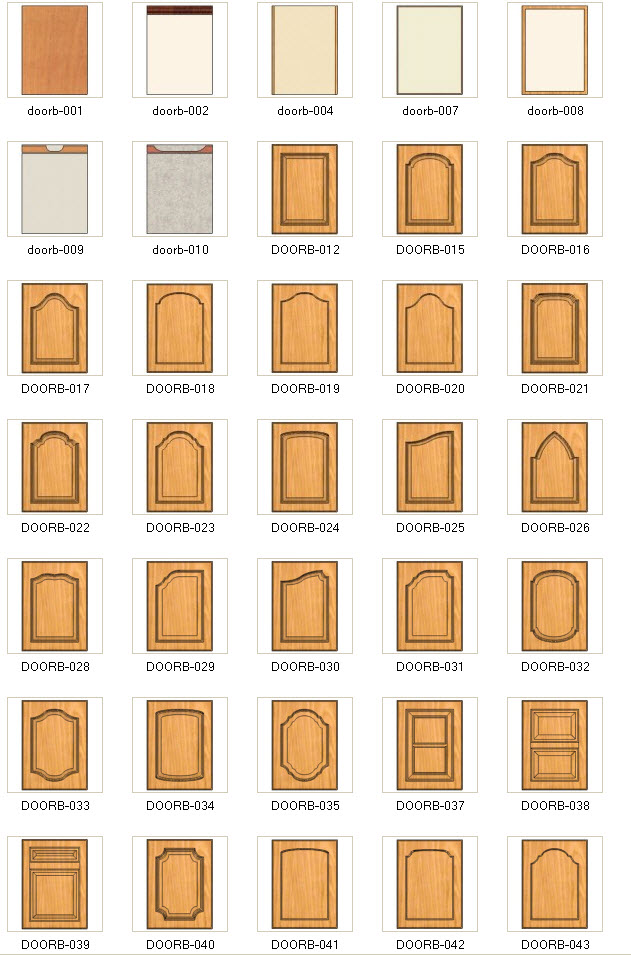 doorb-001 doorb-002 doorb-004 doorb-007 doorb-008
doorb-009 doorb-010 DOORB-012 DOORB-015 DOORB-016
DOORB-017 DOORB-018 DOORB-019 DOORB-020 DOORB-021
DOORB-022 DOORB-023 DOORB-024 DOORB-025 DOORB-026
DOORB-028 DOORB-029 DOORB-030 DOORB-031 DOORB-032
DOORB-033 DOORB-034 DOORB-035 DOORB-037 DOORB-038
DOORB-039 DOORB-040 DOORB-041 DOORB-042 DOORB-043